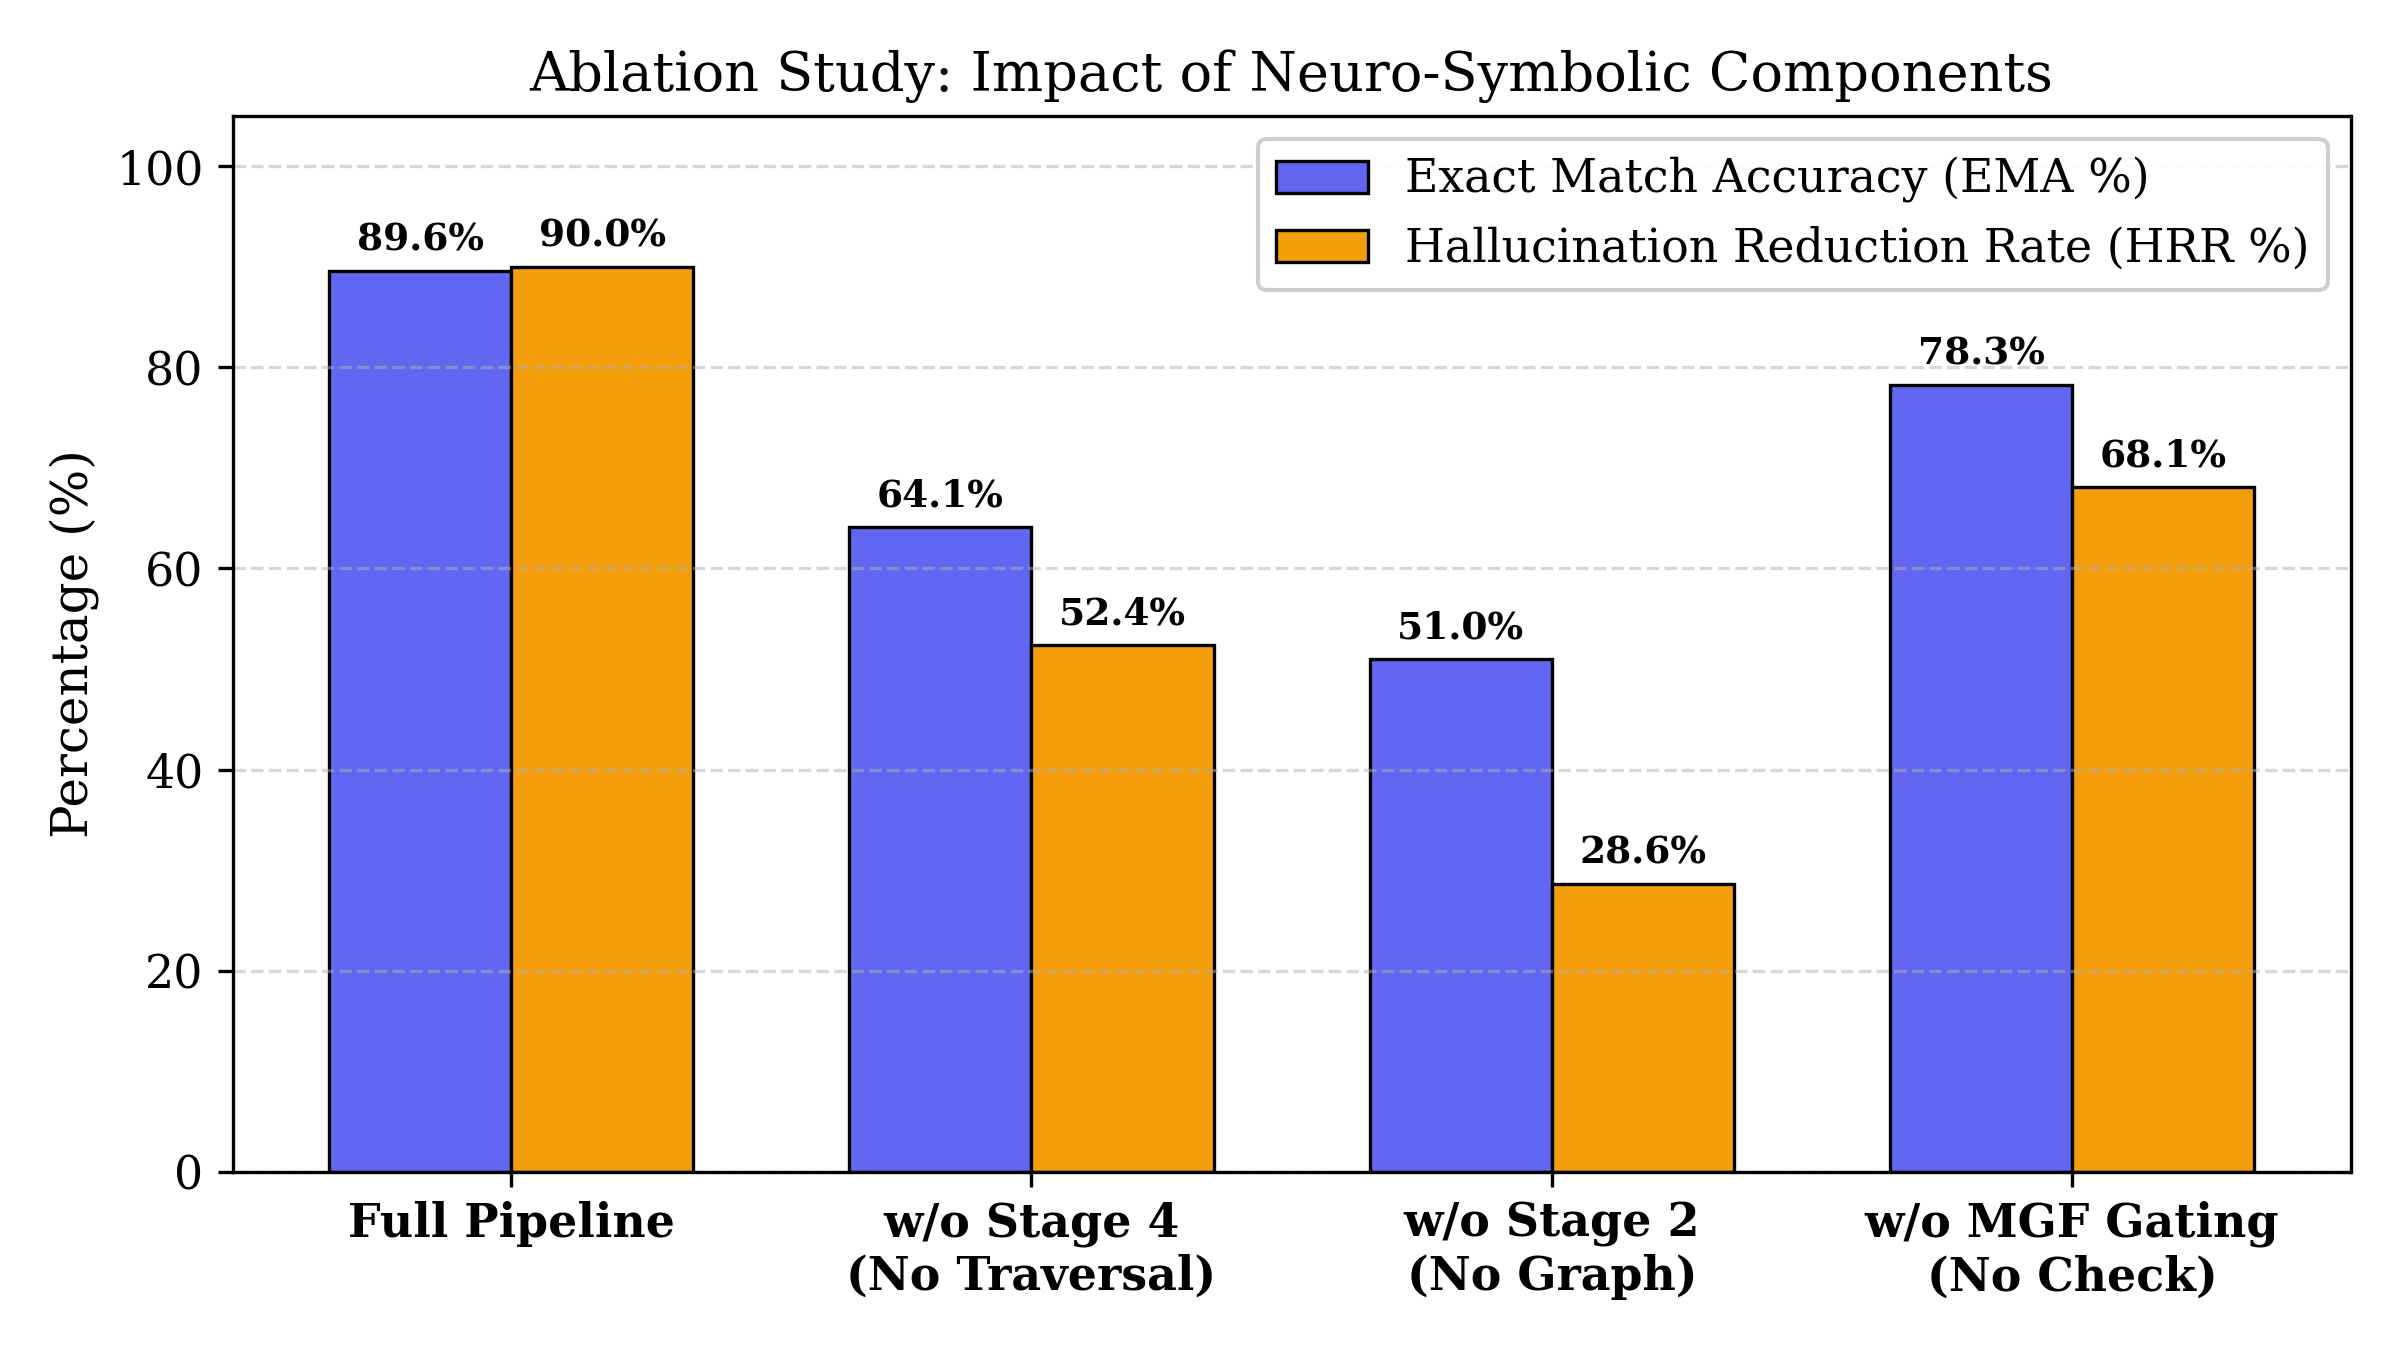 Ablation Study: Impact of Neuro-Symbolic Components
Exact Match Accuracy (EMA %)
Hallucination Reduction Rate (HRR %)
Percentage (%)
100
80
60
40
20
0
89.6%
90.0%
64.1%
52.4%
51.0%
28.6%
78.3%
68.1%
Full Pipeline
w/o Stage 4
(No Traversal)
w/o Stage 2
(No Graph)
w/o MGF Gating
(No Check)